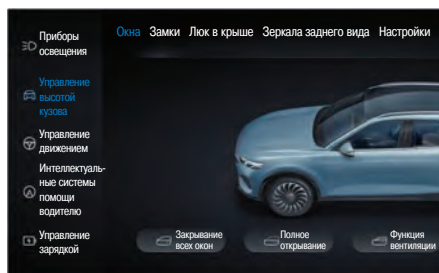 Окна Замки Люк в крыше Зеркала заднего вида Настройки
Приборы
освещения
Управление
высотой
кузова
Управление
движением
Интеллектуаль-
ные системы
помощи
водителю
Управление
зарядкой
Закрывание
всех окон
Полное
открывание
Функция
вентиляции